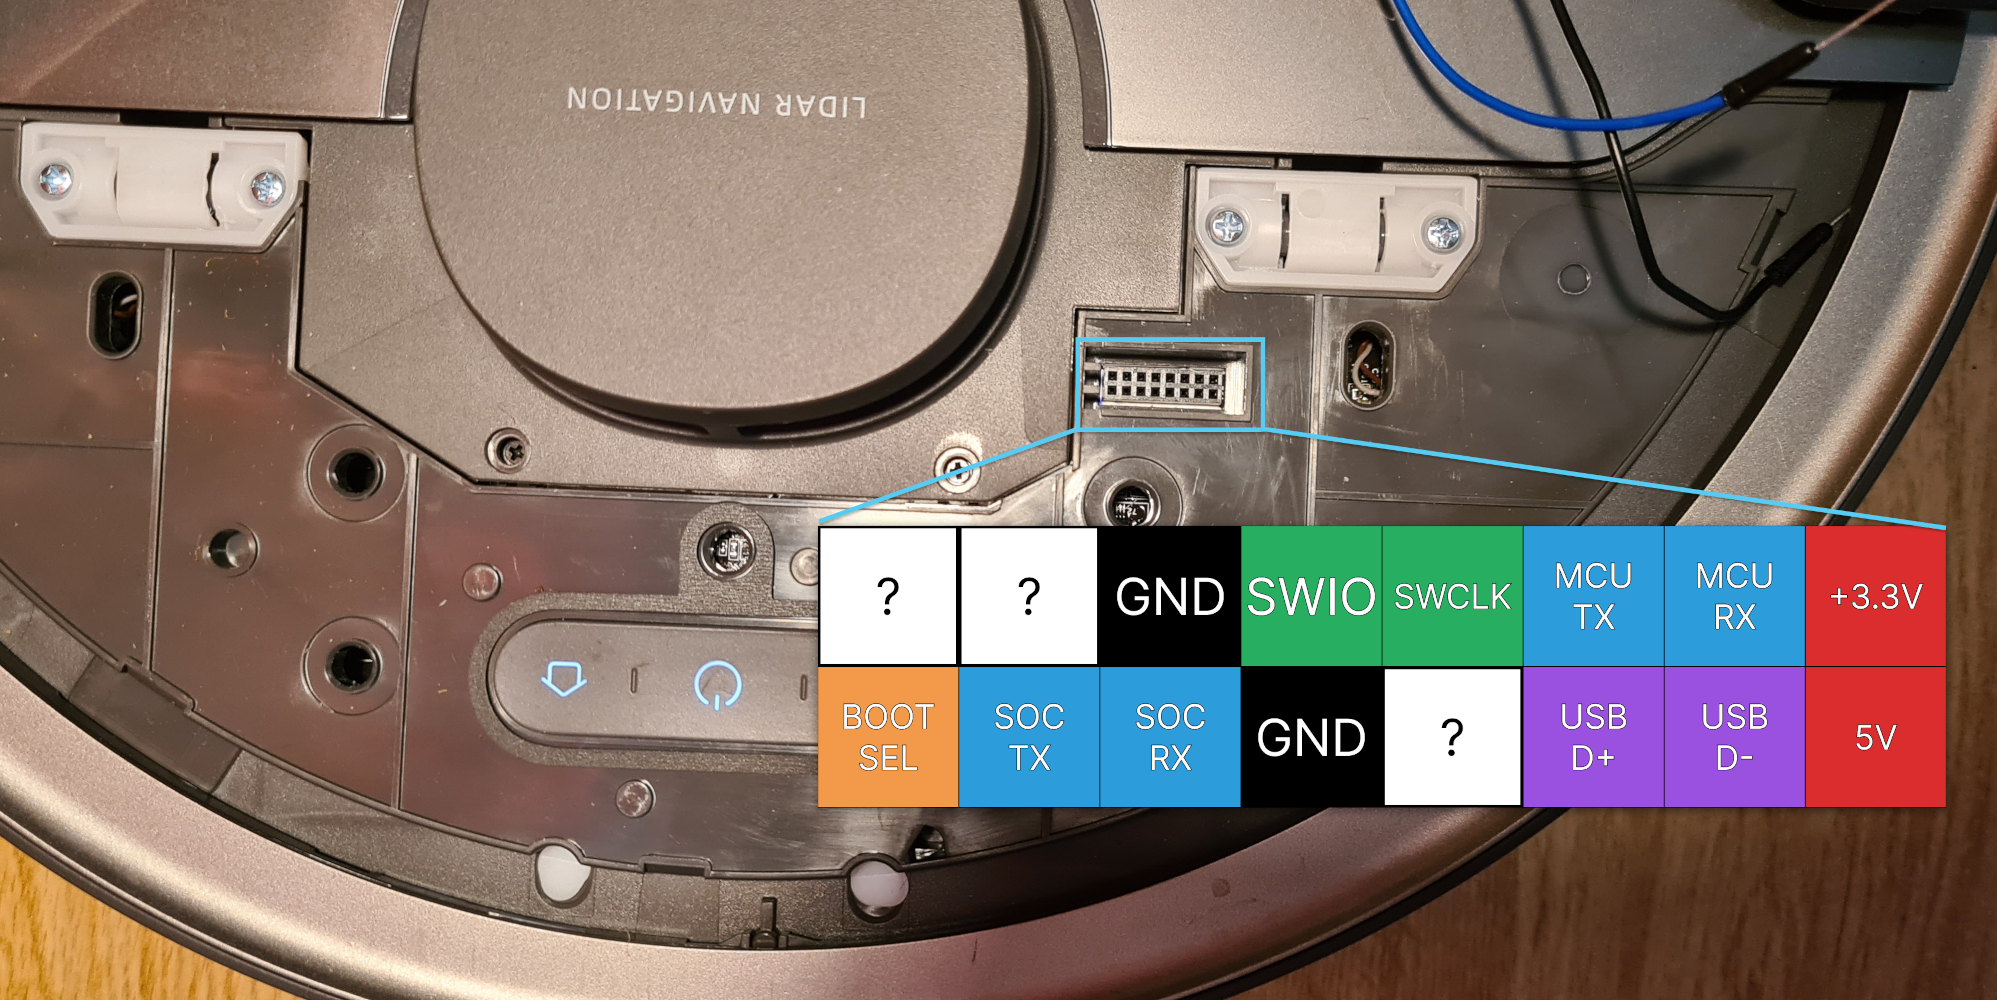 LIDAR NAVIGATION
? ? GND SWIO SWCLK MCU TX MCU RX +3.3V
BOOT SEL SOC TX SOC RX GND ? USB D+ USB D- 5V